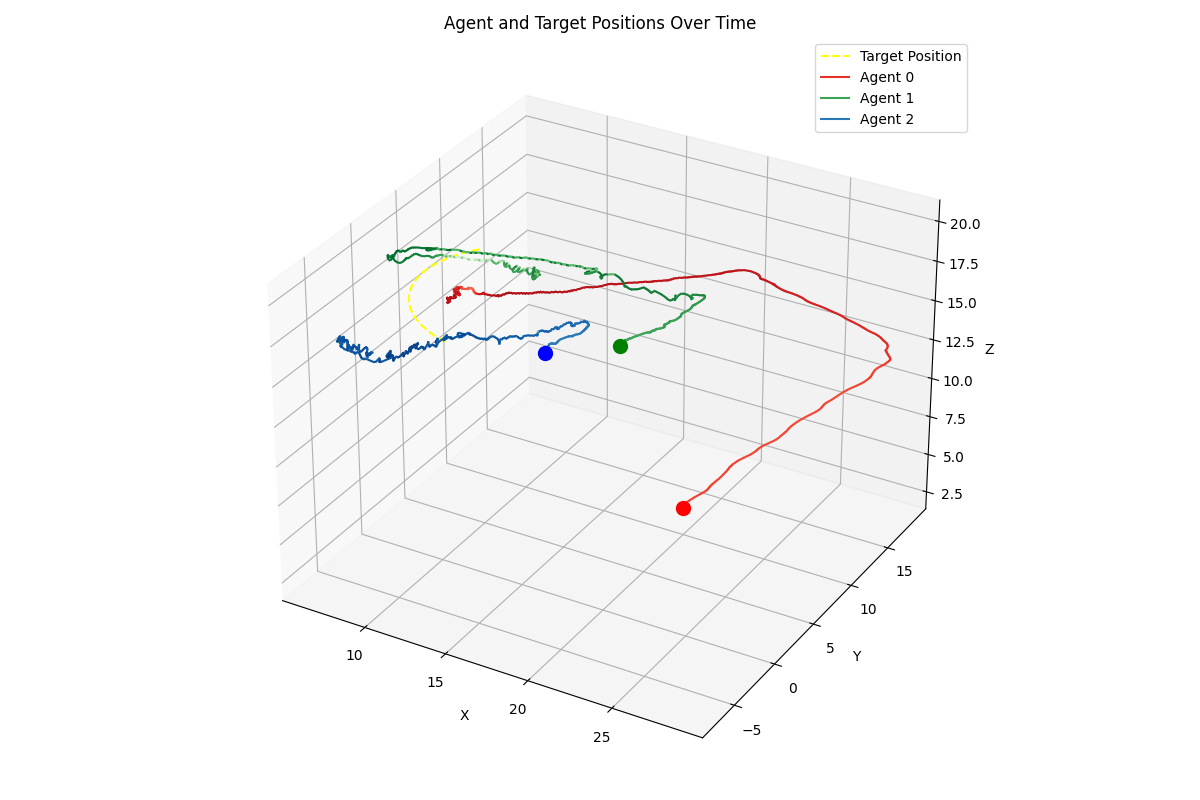 Agent and Target Positions Over Time
Target Position
Agent 0
Agent 1
Agent 2
20.0
17.5
15.0
12.5
10.0
7.5
5.0
2.5
Z
15
10
5
0
−5
Y
10
15
20
25
X